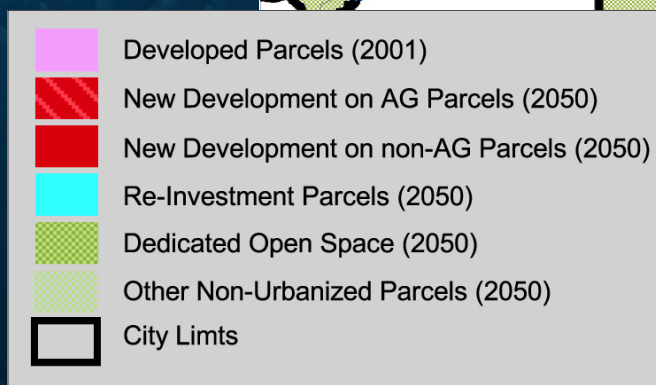 Developed Parcels (2001)
New Development on AG Parcels (2050)
New Development on non-AG Parcels (2050)
Re-Investment Parcels (2050)
Dedicated Open Space (2050)
Other Non-Urbanized Parcels (2050)
City Limts